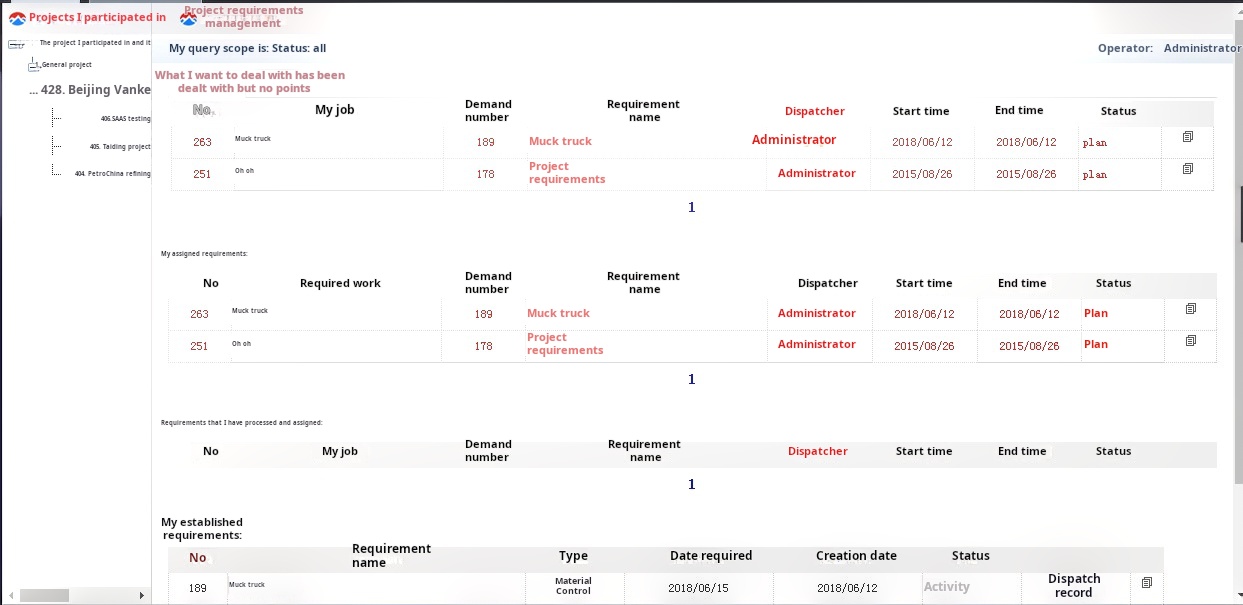 Projects I participated in
Project requirements
management
The project I participated in and it
General project
... 428. Beijing Vanke
406.SAAS testing
405. Taiding project
404. PetroChina refining
My query scope is: Status: all
Operator: Administrator
What I want to deal with has been
dealt with but no points
No. My job Demand number Requirement name Dispatcher Start time End time Status
263 Muck truck 189 Muck truck Administrator 2018/06/12 2018/06/12 plan
251 Oh oh 178 Project requirements Administrator 2015/08/26 2015/08/26 plan
1
My assigned requirements:
No Required work Demand number Requirement name Dispatcher Start time End time Status
263 Muck truck 189 Muck truck Administrator 2018/06/12 2018/06/12 Plan
251 Oh oh 178 Project requirements Administrator 2015/08/26 2015/08/26 Plan
1
Requirements that I have processed and assigned:
No My job Demand number Requirement name Dispatcher Start time End time Status
1
My established
requirements:
No Requirement name Type Date required Creation date Status
189 Muck truck Material Control 2018/06/15 2018/06/12 Activity Dispatch record